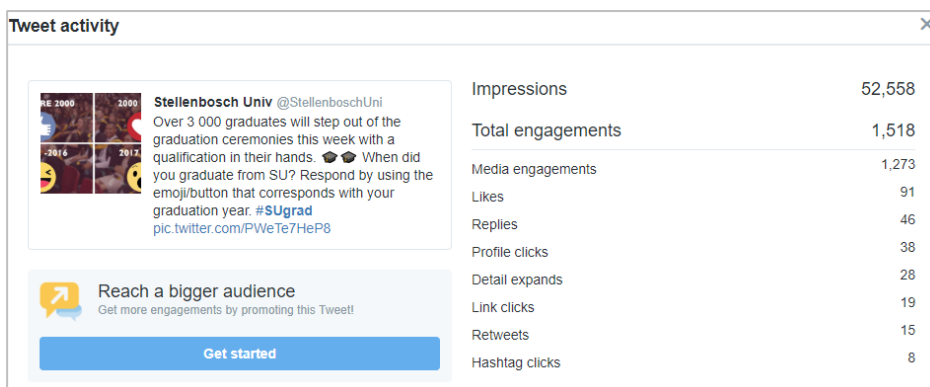 Tweet activity
RE 2000
2000
-2016
2017
Stellenbosch Univ @StellenboschUni
Over 3 000 graduates will step out of the
graduation ceremonies this week with a
qualification in their hands. 🎓🎓 When did
you graduate from SU? Respond by using the
emoji/button that corresponds with your
graduation year. #SUgrad
pic.twitter.com/PWeTe7HeP8
Reach a bigger audience
Get more engagements by promoting this Tweet!
Get started
Impressions 52,558
Total engagements 1,518
Media engagements 1,273
Likes 91
Replies 46
Profile clicks 38
Detail expands 28
Link clicks 19
Retweets 15
Hashtag clicks 8